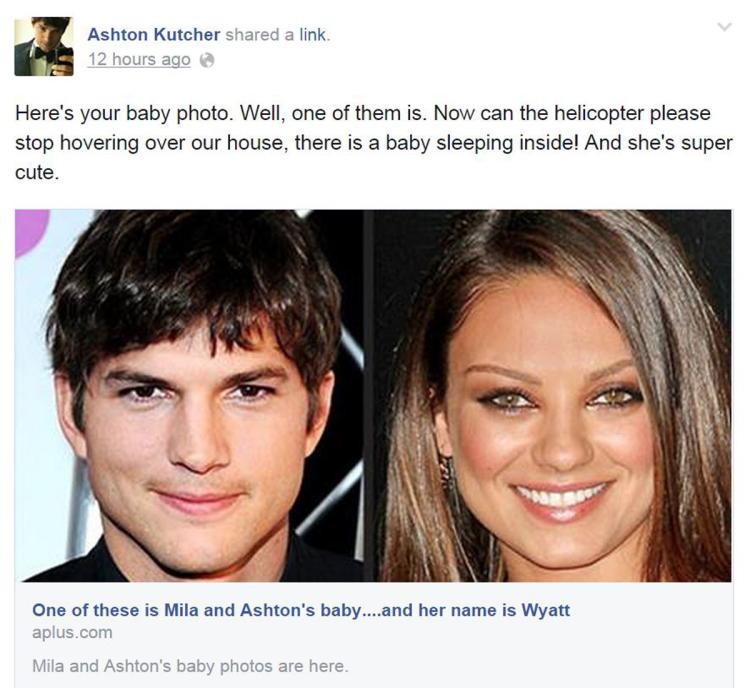 Ashton Kutcher shared a link.
12 hours ago
Here's your baby photo. Well, one of them is. Now can the helicopter please
stop hovering over our house, there is a baby sleeping inside! And she's super
cute.
One of these is Mila and Ashton's baby....and her name is Wyatt
aplus.com
Mila and Ashton's baby photos are here.